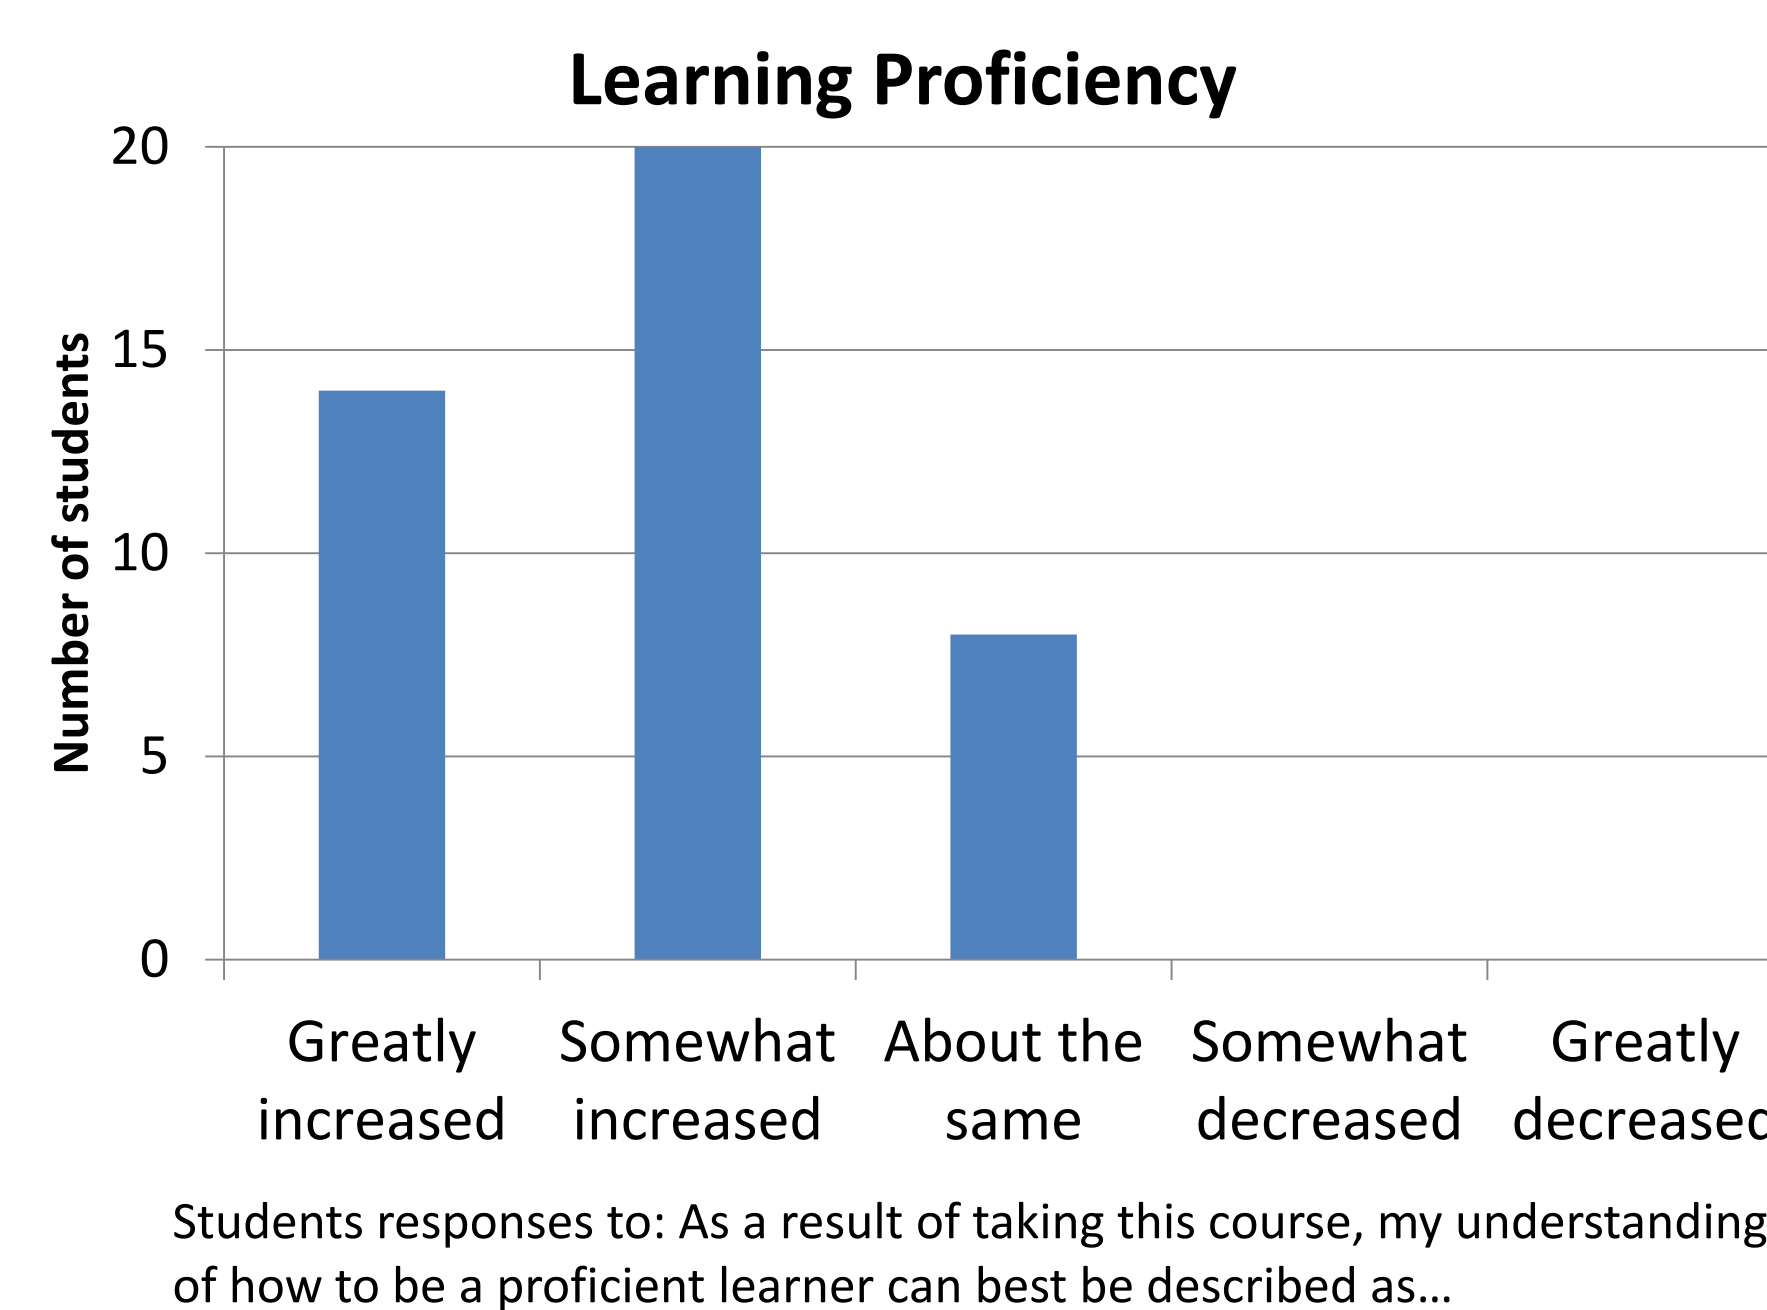 Learning Proficiency
20
15
10
5
0
Number of students
Greatly increased
Somewhat increased
About the same
Somewhat decreased
Greatly decreased
Students responses to: As a result of taking this course, my understanding
of how to be a proficient learner can best be described as…